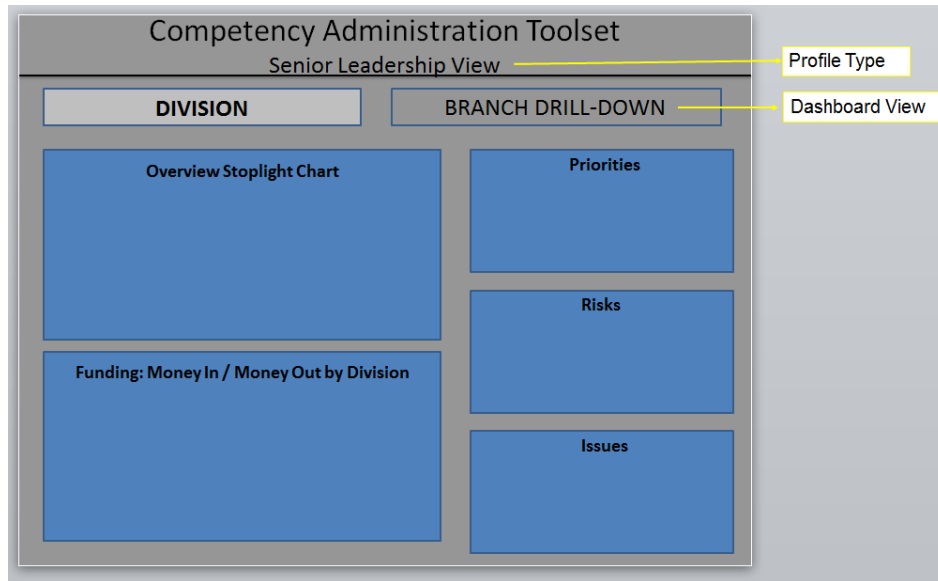 Competency Administration Toolset
Senior Leadership View
Profile Type
DIVISION
BRANCH DRILL-DOWN
Dashboard View
Overview Stoplight Chart
Priorities
Risks
Funding: Money In / Money Out by Division
Issues